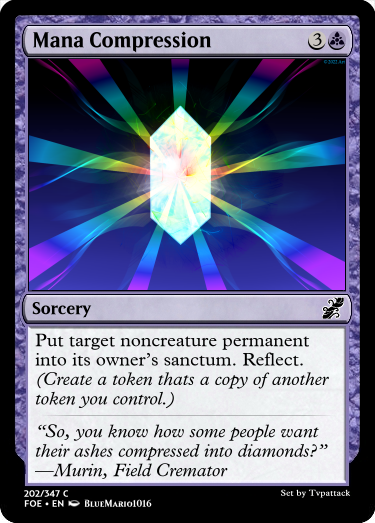 Mana Compression 3
©2022Art
Sorcery
Put target noncreature permanent
into its owner's sanctum. Reflect.
(Create a token thats a copy of another
token you control.)
“So, you know how some people want
their ashes compressed into diamonds?”
—Murin, Field Cremator
202/347 C
FOE • EN BlueMario1016
Set by Tvpattack